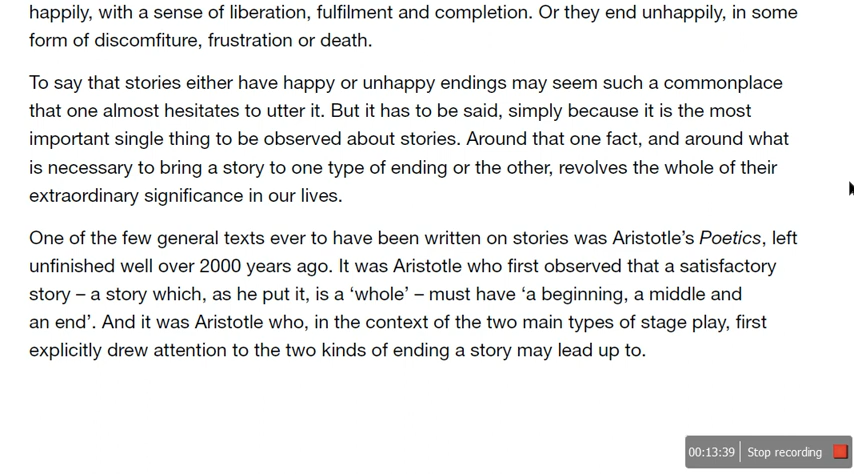 happily, with a sense of liberation, fulfilment and completion. Or they end unhappily, in some
form of discomfiture, frustration or death.
To say that stories either have happy or unhappy endings may seem such a commonplace
that one almost hesitates to utter it. But it has to be said, simply because it is the most
important single thing to be observed about stories. Around that one fact, and around what
is necessary to bring a story to one type of ending or the other, revolves the whole of their
extraordinary significance in our lives.
One of the few general texts ever to have been written on stories was Aristotle’s Poetics, left
unfinished well over 2000 years ago. It was Aristotle who first observed that a satisfactory
story – a story which, as he put it, is a ‘whole’ – must have ‘a beginning, a middle and
an end’. And it was Aristotle who, in the context of the two main types of stage play, first
explicitly drew attention to the two kinds of ending a story may lead up to.
00:13:39 Stop recording